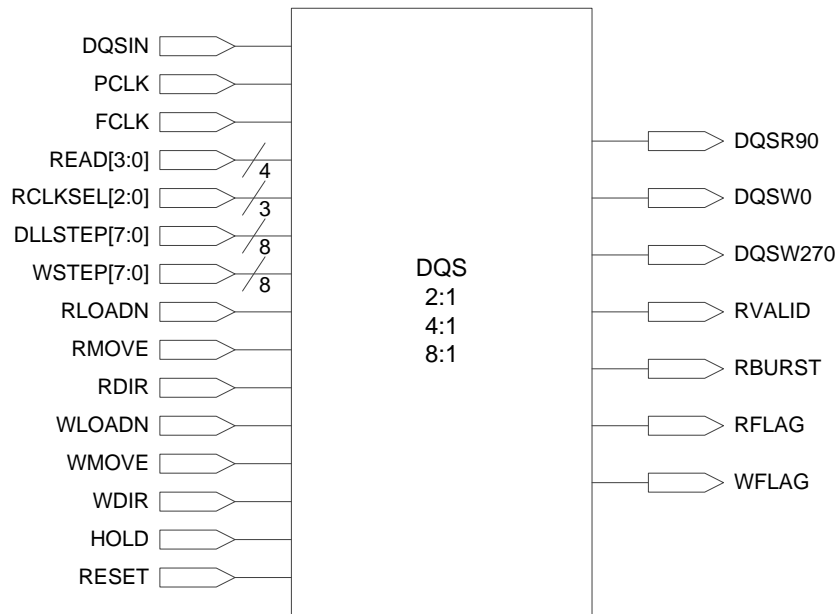 DQSIN
PCLK
FCLK
READ[3:0]
4
RCLKSEL[2:0]
3
DLLSTEP[7:0]
8
WSTEP[7:0]
8
RLOADN
RMOVE
RDIR
WLOADN
WMOVE
WDIR
HOLD
RESET
DQS
2:1
4:1
8:1
DQSR90
DQSW0
DQSW270
RVALID
RBURST
RFLAG
WFLAG